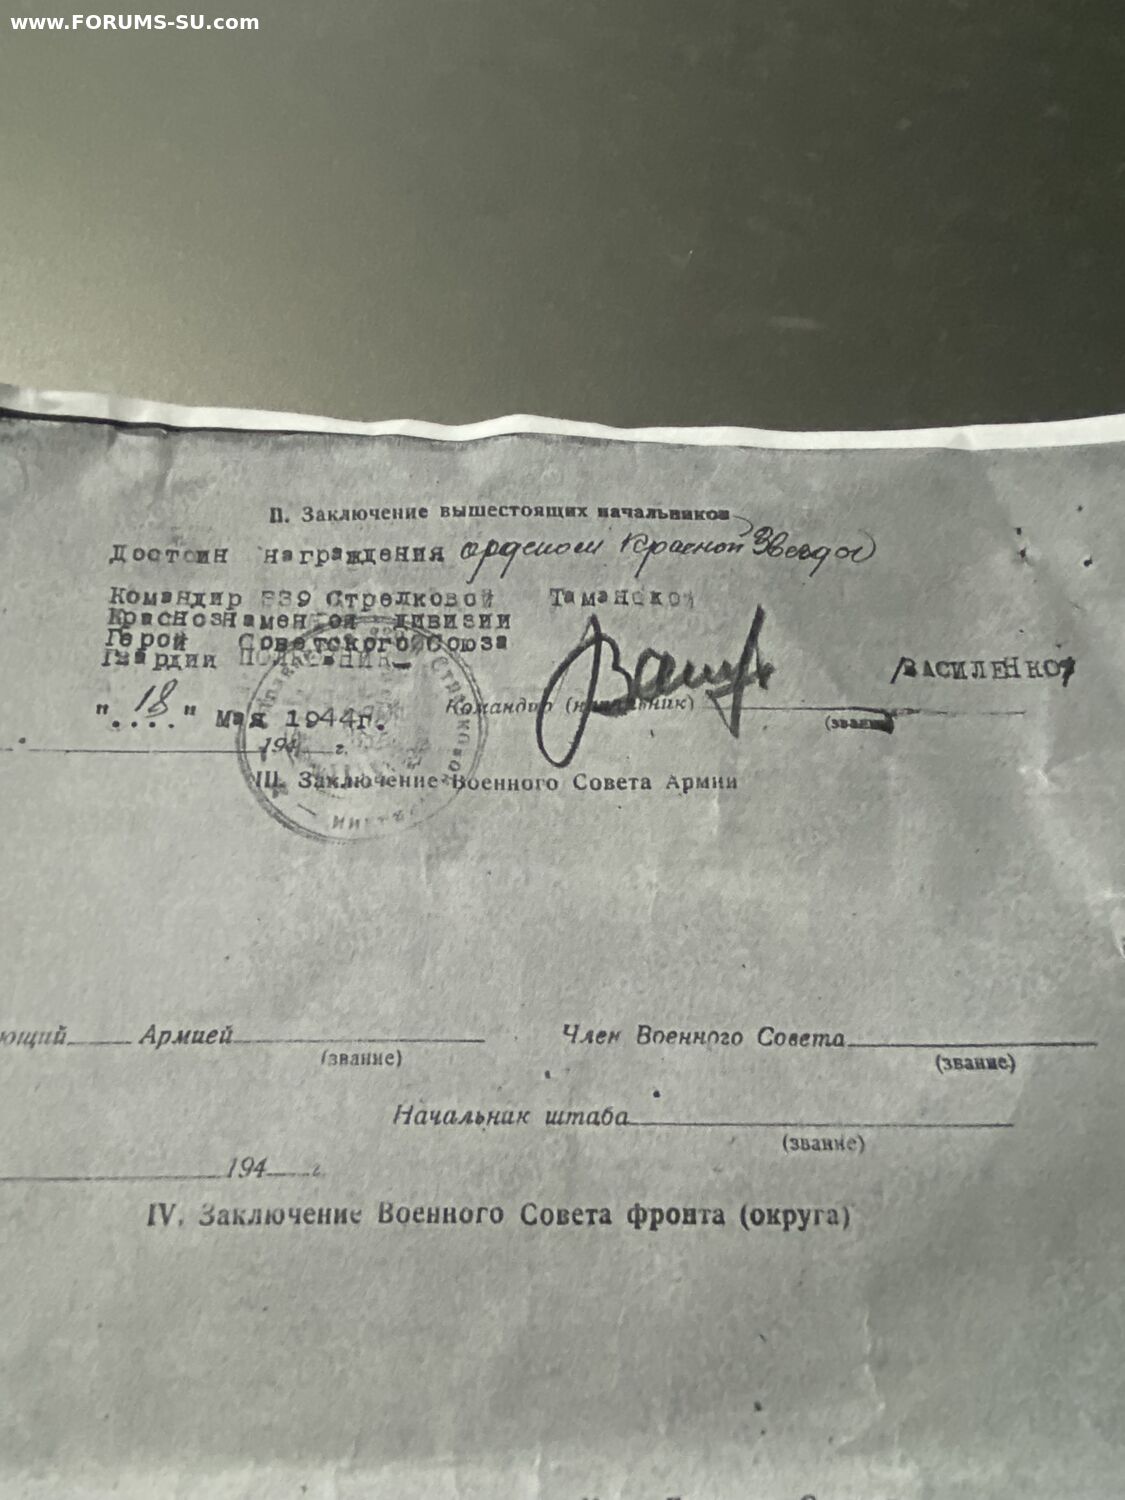 www.FORUMS-SU.com
II. Заключение вышестоящих начальников
Достоин награждения орденом Красной Звезды
Командир 339 Стрелковой Таманской
Краснознаменной дивизии
Герой Советского Союза
Гвардии Полковник
/ВАСИЛЕНКО/
Командир (начальник)
(звание)
"18" Мая 1944г.
194 г.
III. Заключение Военного Совета Армии
ющий Армией
Член Военного Совета
(звание)
(звание)
Начальник штаба
(звание)
194 г.
IV. Заключение Военного Совета фронта (округа)